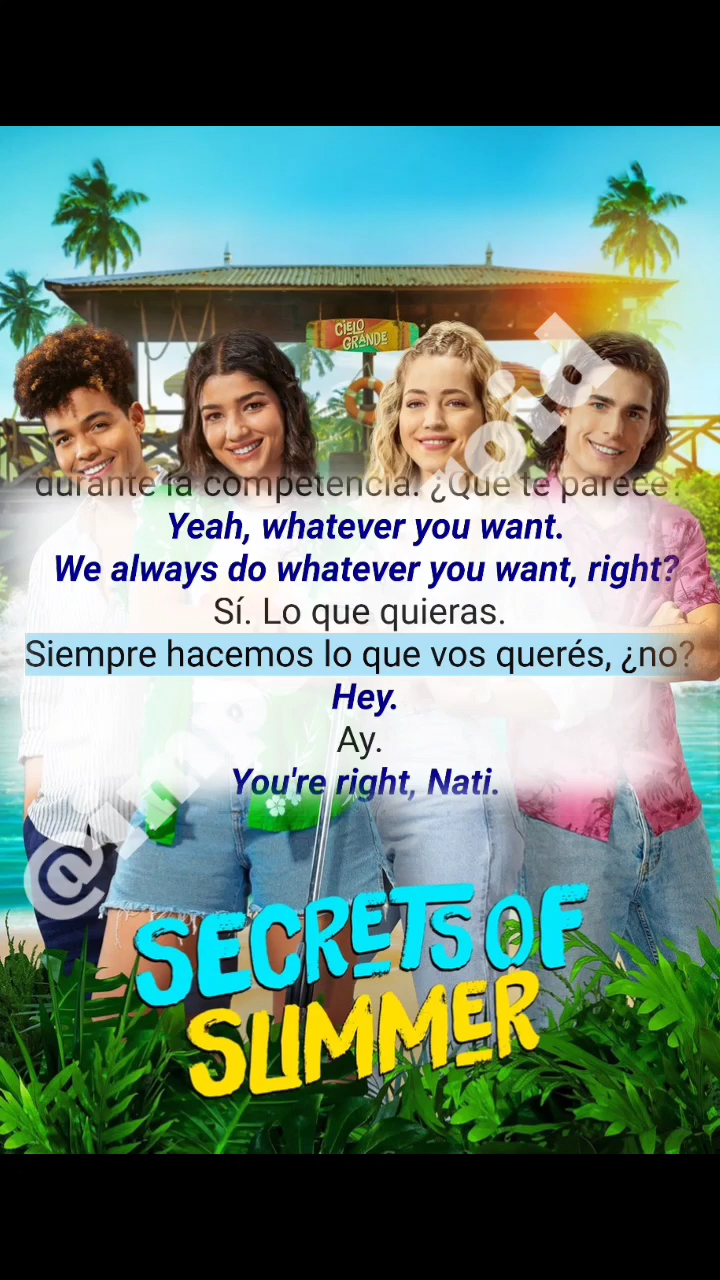 CIELO
GRANDE
durante la competencia. ¿Qué te parece?
Yeah, whatever you want.
We always do whatever you want, right?
Sí. Lo que quieras.
Siempre hacemos lo que vos querés, ¿no?
Hey.
Ay.
You're right, Nati.
SECRETS OF
SUMMER